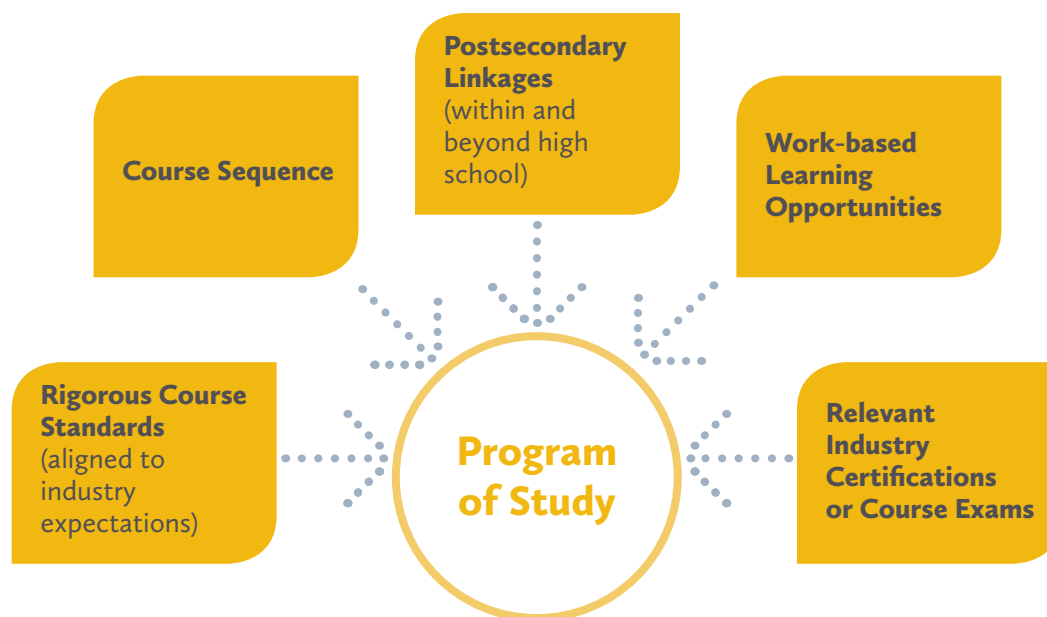 Postsecondary
Linkages
(within and
beyond high
school)
Course Sequence
Work-based
Learning
Opportunities
Rigorous Course
Standards
(aligned to
industry
expectations)
Program
of Study
Relevant
Industry
Certifications
or Course Exams